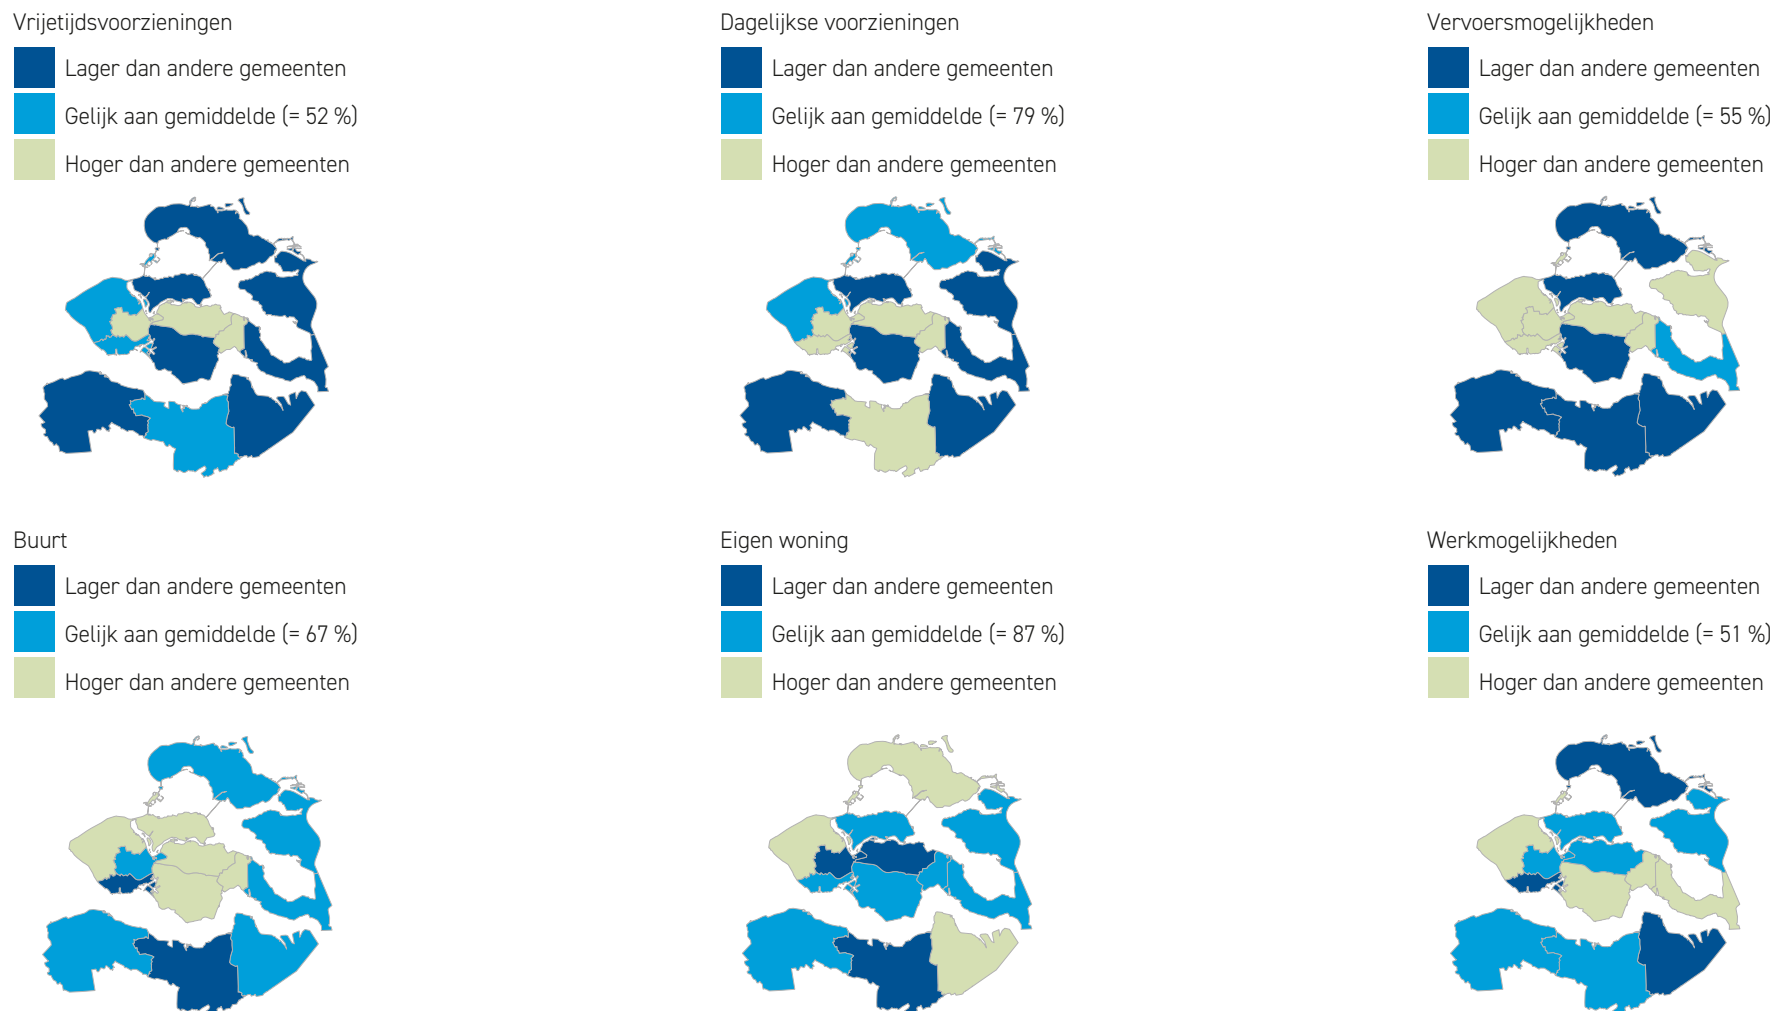 Vrijetijdsvoorzieningen
Lager dan andere gemeenten
Gelijk aan gemiddelde (= 52 %)
Hoger dan andere gemeenten
Dagelijkse voorzieningen
Lager dan andere gemeenten
Gelijk aan gemiddelde (= 79 %)
Hoger dan andere gemeenten
Vervoersmogelijkheden
Lager dan andere gemeenten
Gelijk aan gemiddelde (= 55 %)
Hoger dan andere gemeenten
Buurt
Lager dan andere gemeenten
Gelijk aan gemiddelde (= 67 %)
Hoger dan andere gemeenten
Eigen woning
Lager dan andere gemeenten
Gelijk aan gemiddelde (= 87 %)
Hoger dan andere gemeenten
Werkmogelijkheden
Lager dan andere gemeenten
Gelijk aan gemiddelde (= 51 %)
Hoger dan andere gemeenten